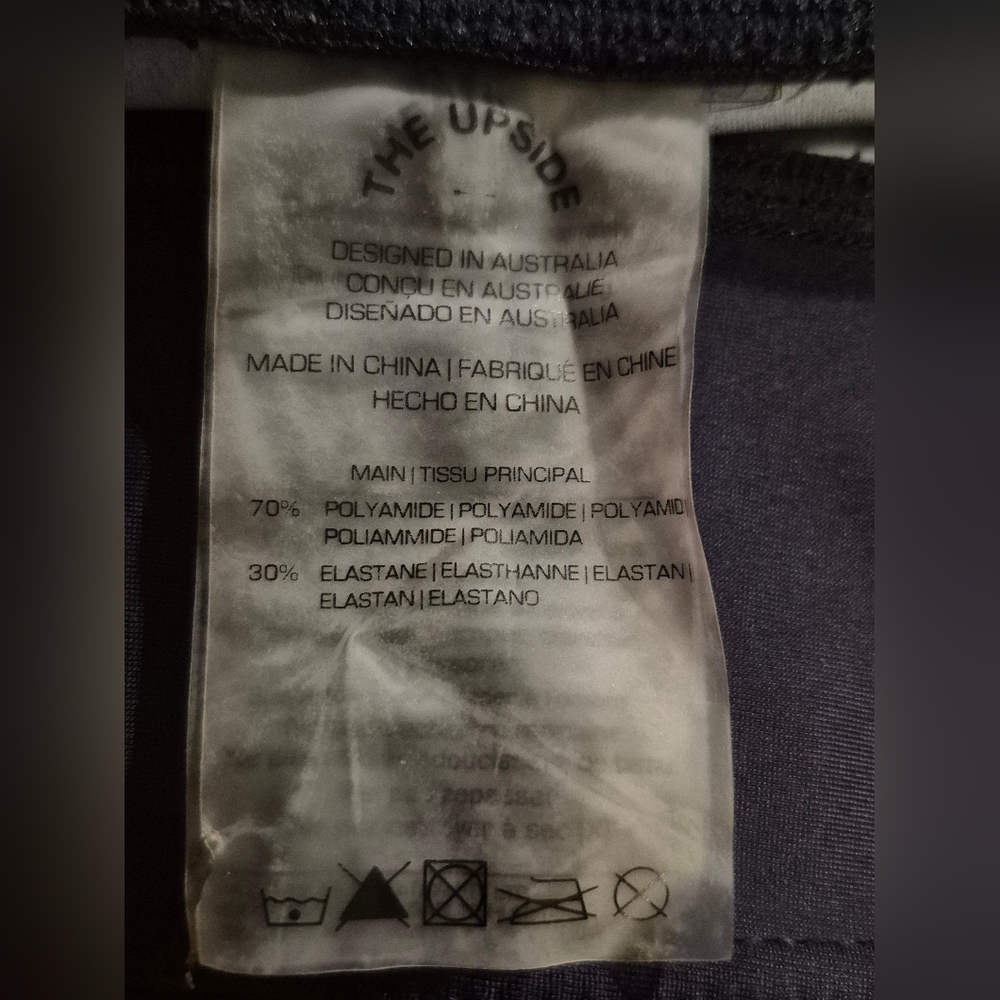 THE UPSIDE
DESIGNED IN AUSTRALIA
CONÇU EN AUSTRALIE
DISEÑADO EN AUSTRALIA
MADE IN CHINA | FABRIQUÉ EN CHINE
HECHO EN CHINA
MAIN | TISSU PRINCIPAL
70% POLYAMIDE | POLYAMIDE | POLYAMID
POLIAMMIDE | POLIAMIDA
30% ELASTANE | ELASTHANNE | ELASTAN |
ELASTAN | ELASTANO